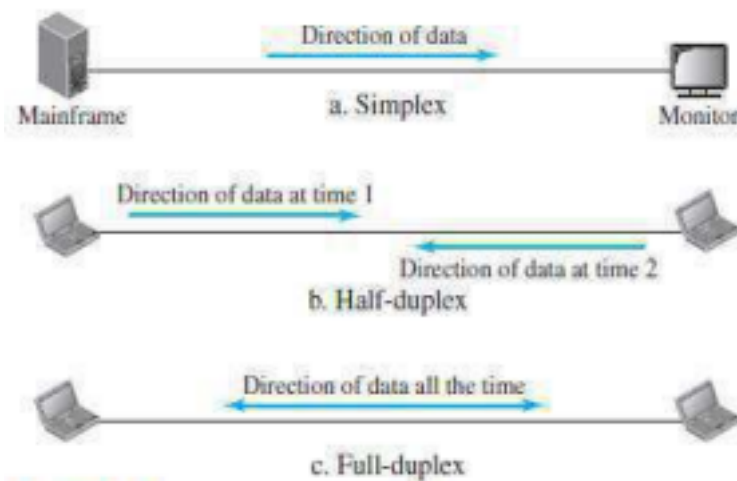 Direction of data
Mainframe
a. Simplex
Monitor
Direction of data at time 1
Direction of data at time 2
b. Half-duplex
Direction of data all the time
c. Full-duplex